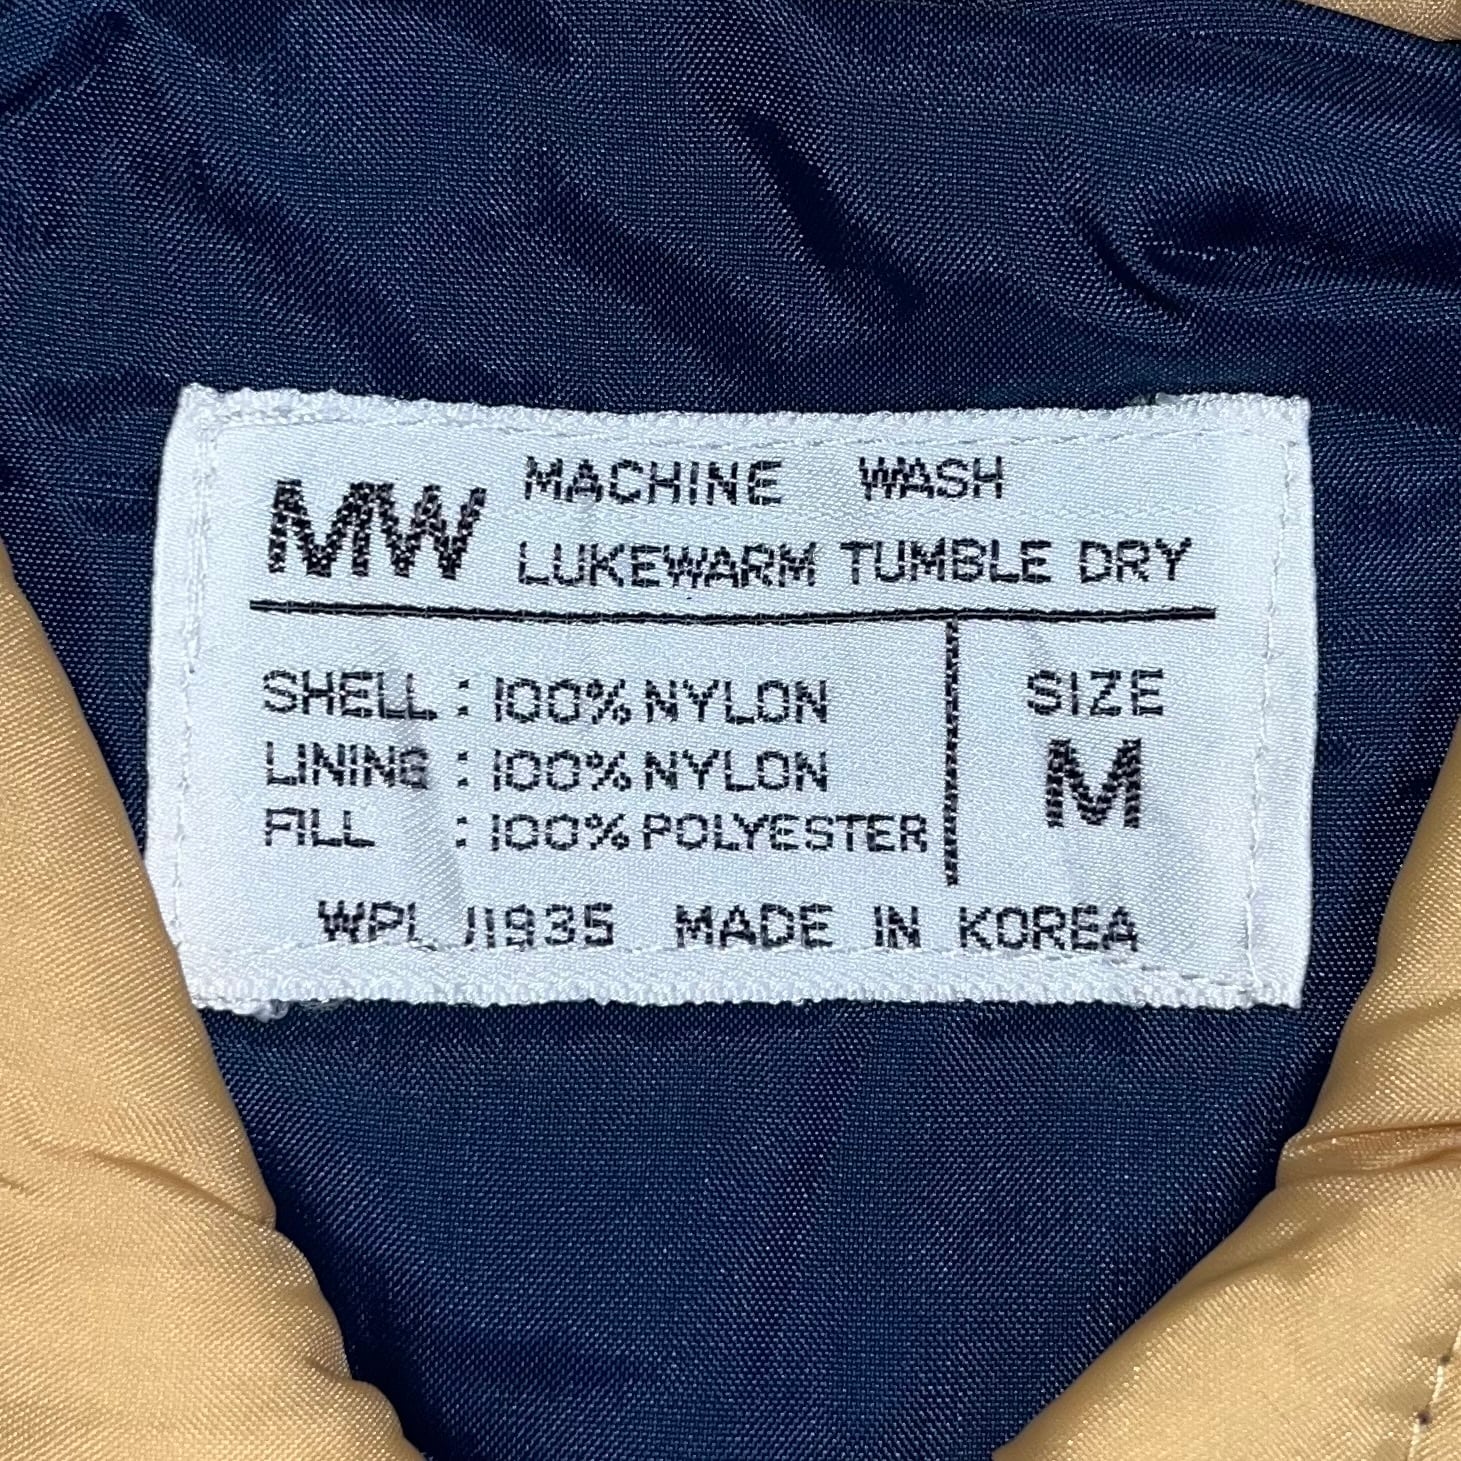 MW MACHINE WASH
LUKEWARM TUMBLE DRY
SHELL : 100% NYLON
LINING : 100% NYLON
FILL : 100% POLYESTER
SIZE
M
WPL 11935 MADE IN KOREA